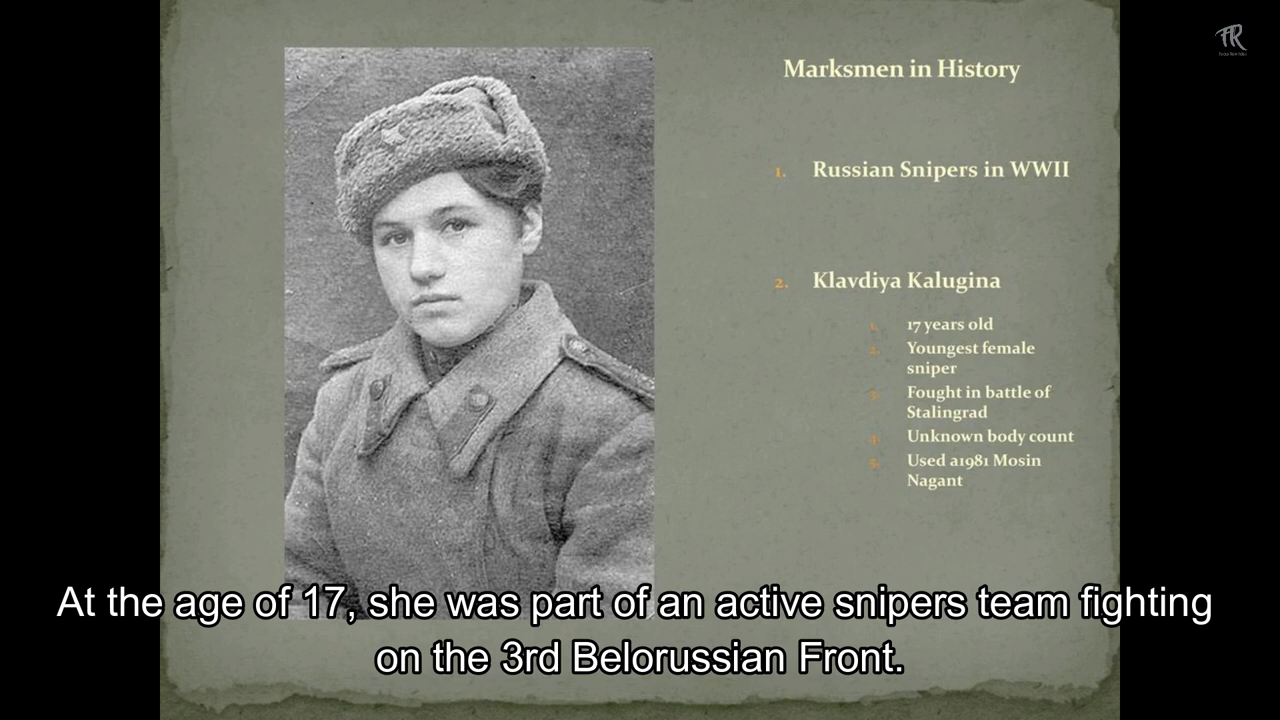 Marksmen in History
1. Russian Snipers in WWII
2. Klavdiya Kalugina
1. 17 years old
2. Youngest female
sniper
3. Fought in battle of
Stalingrad
4. Unknown body count
5. Used a1981 Mosin
Nagant
At the age of 17, she was part of an active snipers team fighting
on the 3rd Belorussian Front.